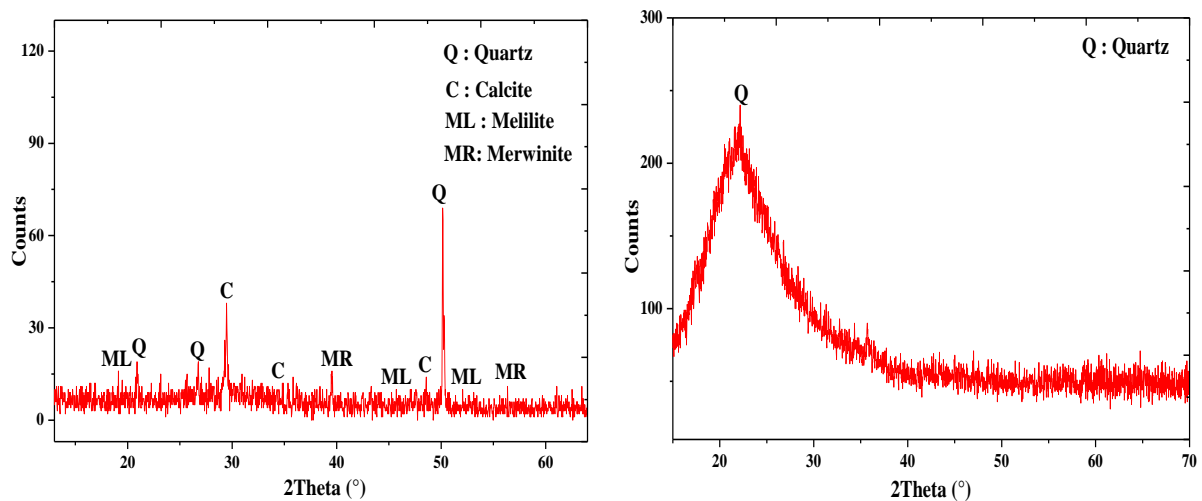 Q : Quartz
C : Calcite
ML : Melilite
MR: Merwinite
120
90
60
30
0
Counts
ML
Q
Q
C
C
MR
ML
C
Q
ML
MR
20 30 40 50 60
2Theta (°)
Q : Quartz
300
200
100
Counts
Q
20 30 40 50 60 70
2Theta (°)